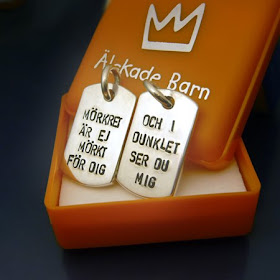 Älskade Barn
MÖRKRET
ÄR EJ
MÖRKT
FÖR DIG
OCH I
DUNKLET
SER DU
MIG